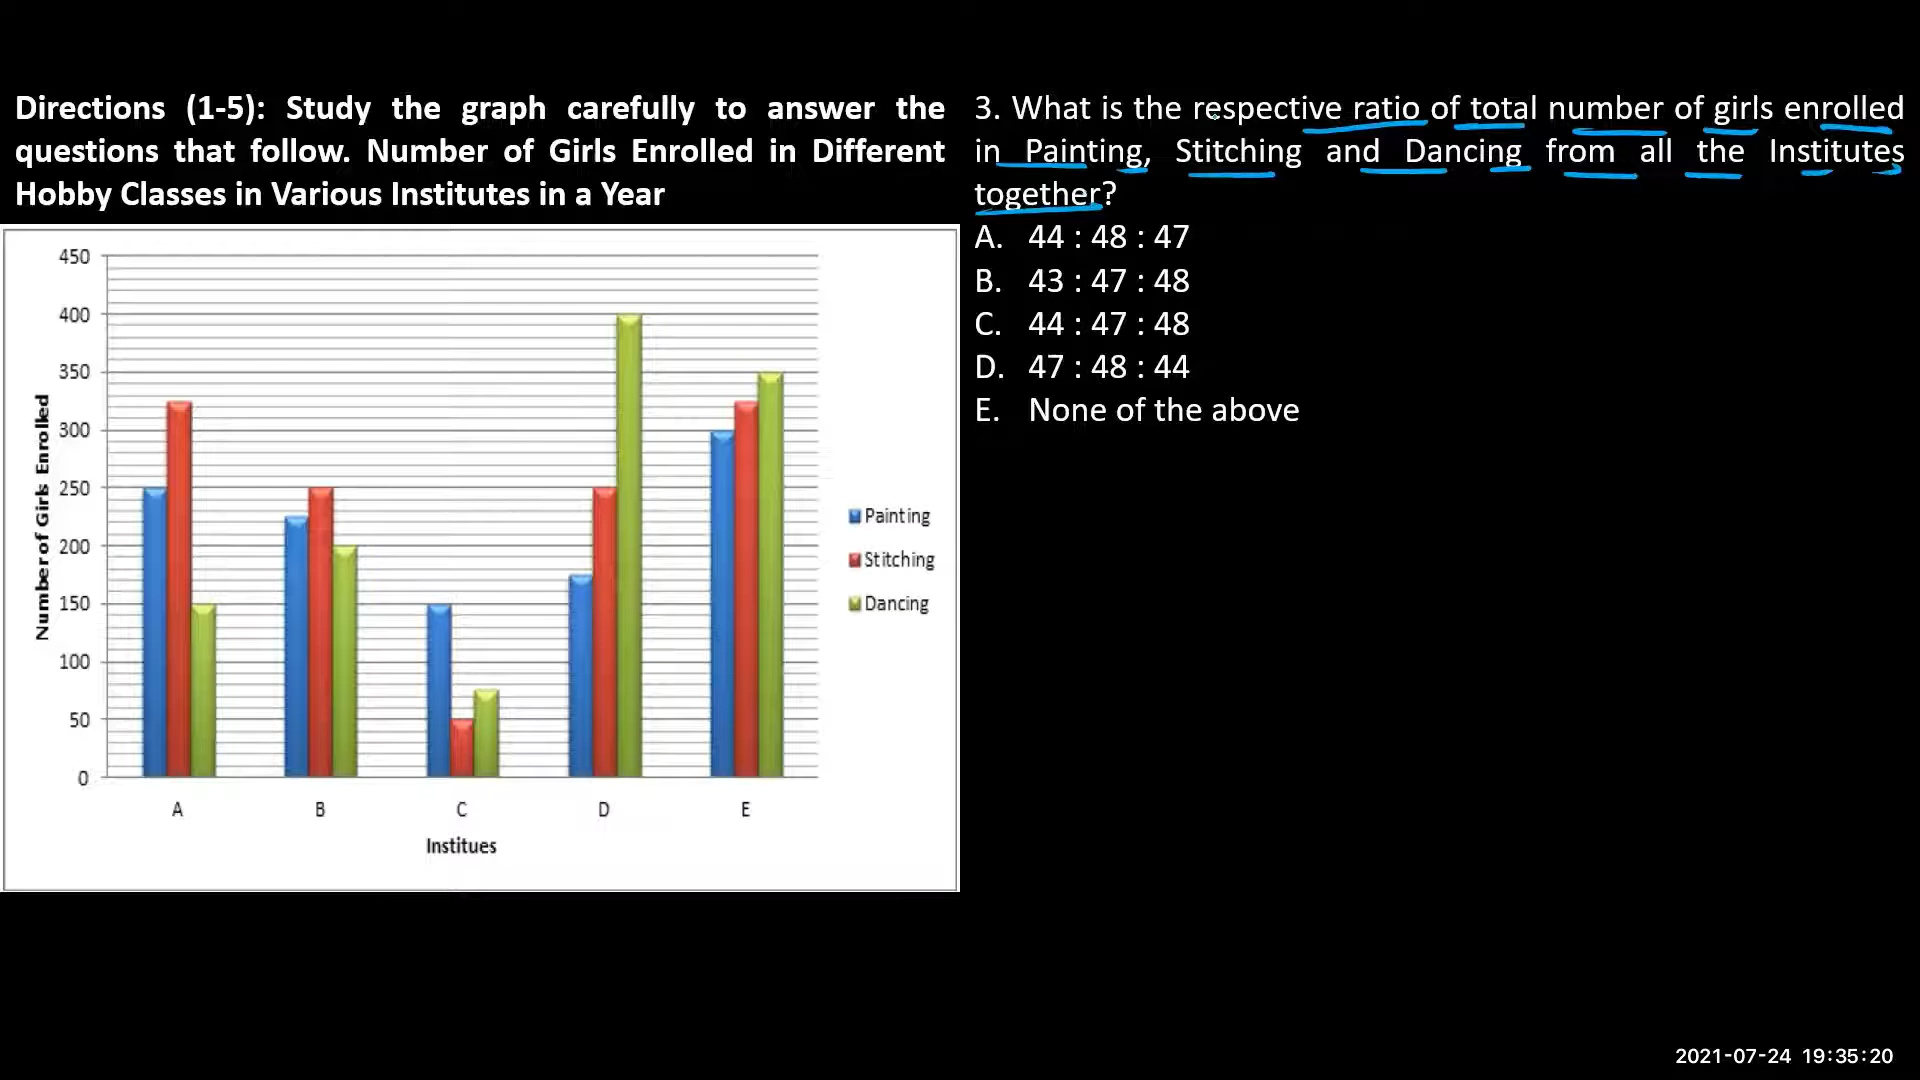 Directions (1-5): Study the graph carefully to answer the
questions that follow. Number of Girls Enrolled in Different
Hobby Classes in Various Institutes in a Year
3. What is the respective ratio of total number of girls enrolled
in Painting, Stitching and Dancing from all the Institutes
together?
A. 44 : 48 : 47
B. 43 : 47 : 48
C. 44 : 47 : 48
D. 47 : 48 : 44
E. None of the above
Number of Girls Enrolled
450
400
350
300
250
200
150
100
50
0
A B C D E
Institues
Painting
Stitching
Dancing
2021-07-24 19:35:20